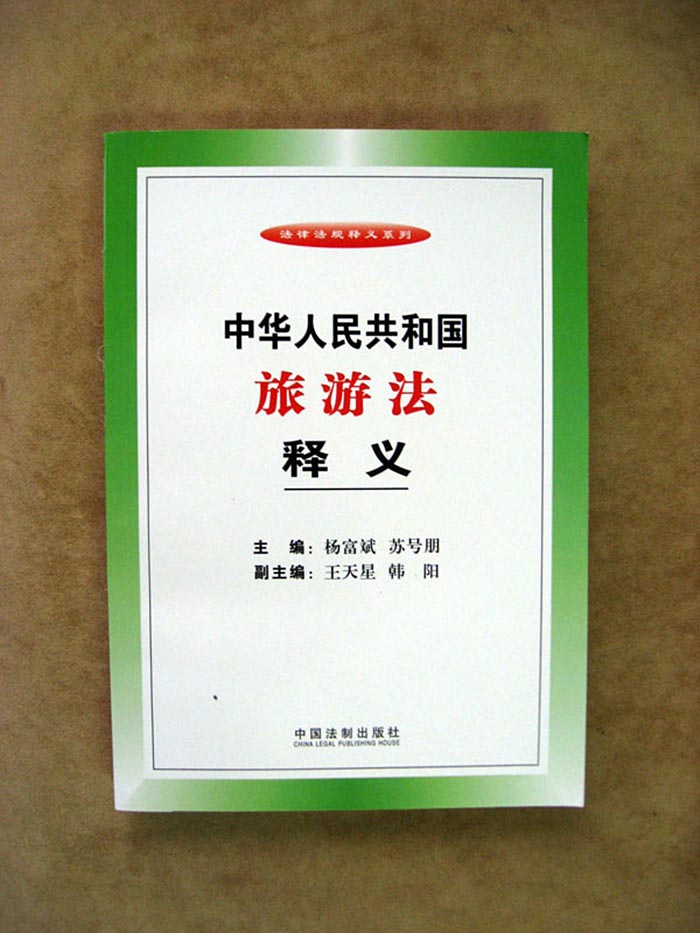 法律法规释义系列
中华人民共和国
旅游法
释 义
主 编：杨富斌 苏号朋
副主编：王天星 韩 阳
中国法制出版社
CHINA LEGAL PUBLISHING HOUSE